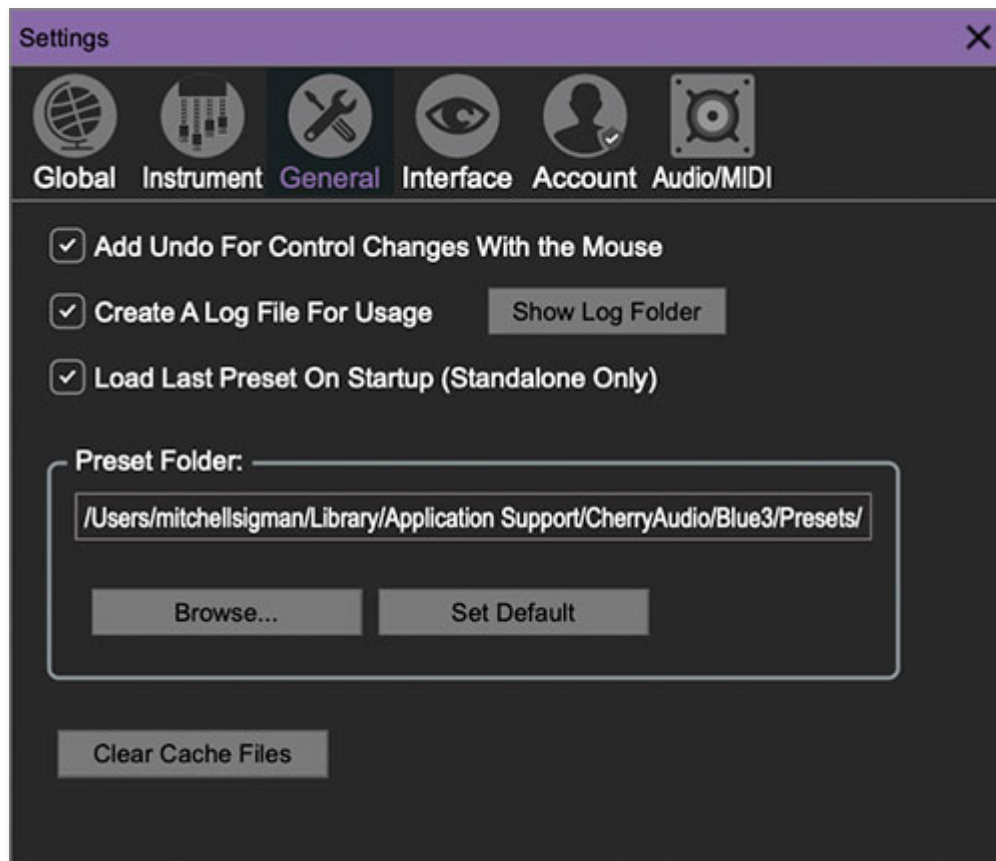 Settings
Global Instrument General Interface Account Audio/MIDI
Add Undo For Control Changes With the Mouse
Create A Log File For Usage Show Log Folder
Load Last Preset On Startup (Standalone Only)
Preset Folder:
/Users/mitchellsigman/Library/Application Support/CherryAudio/Blue3/Presets/
Browse... Set Default
Clear Cache Files